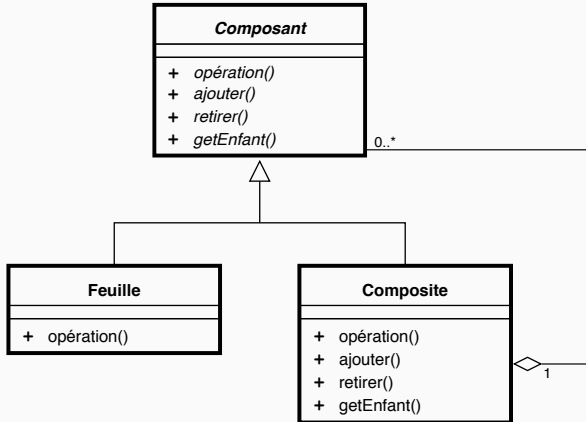 Composant
+ opération()
+ ajouter()
+ retirer()
+ getEnfant()
0..*
Feuille
+ opération()
Composite
+ opération()
+ ajouter()
+ retirer()
+ getEnfant()
1